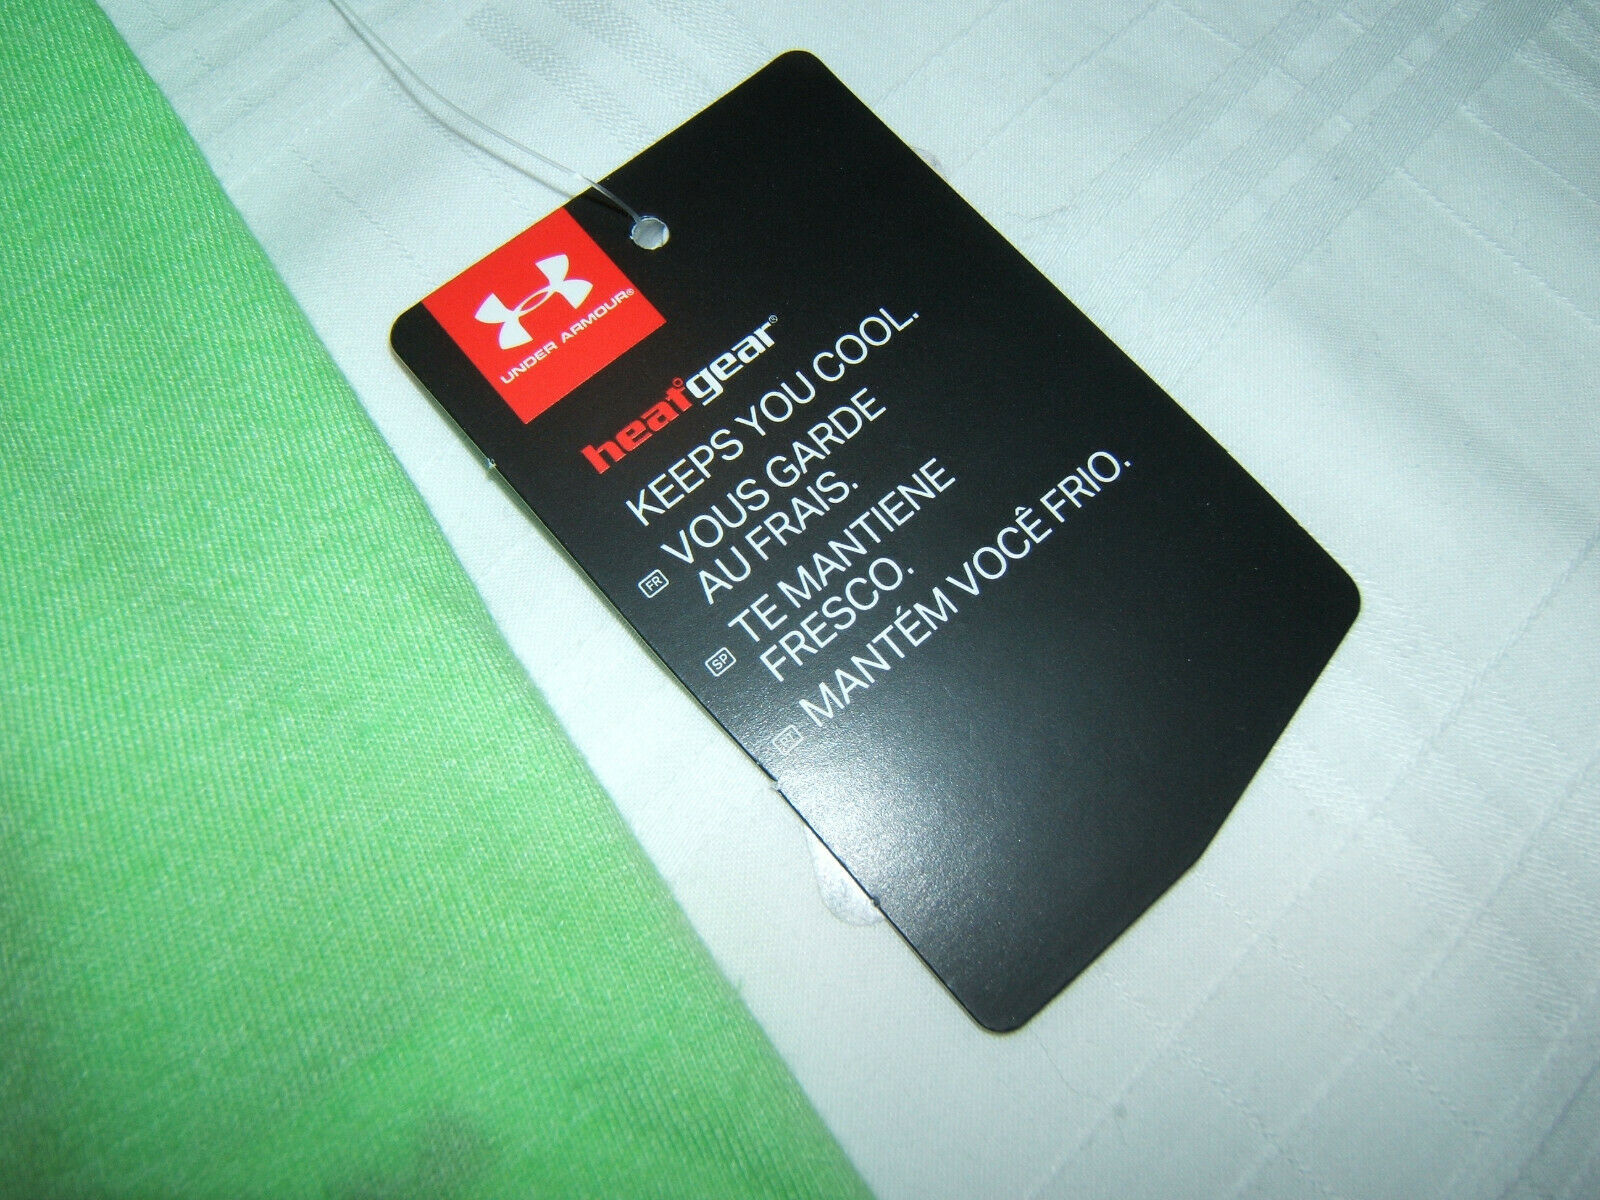 UNDER ARMOUR®
heatgear®
KEEPS YOU COOL.
FR VOUS GARDE
AU FRAIS.
SP TE MANTIENE
FRESCO.
MANTÉM VOCÊ FRIO.